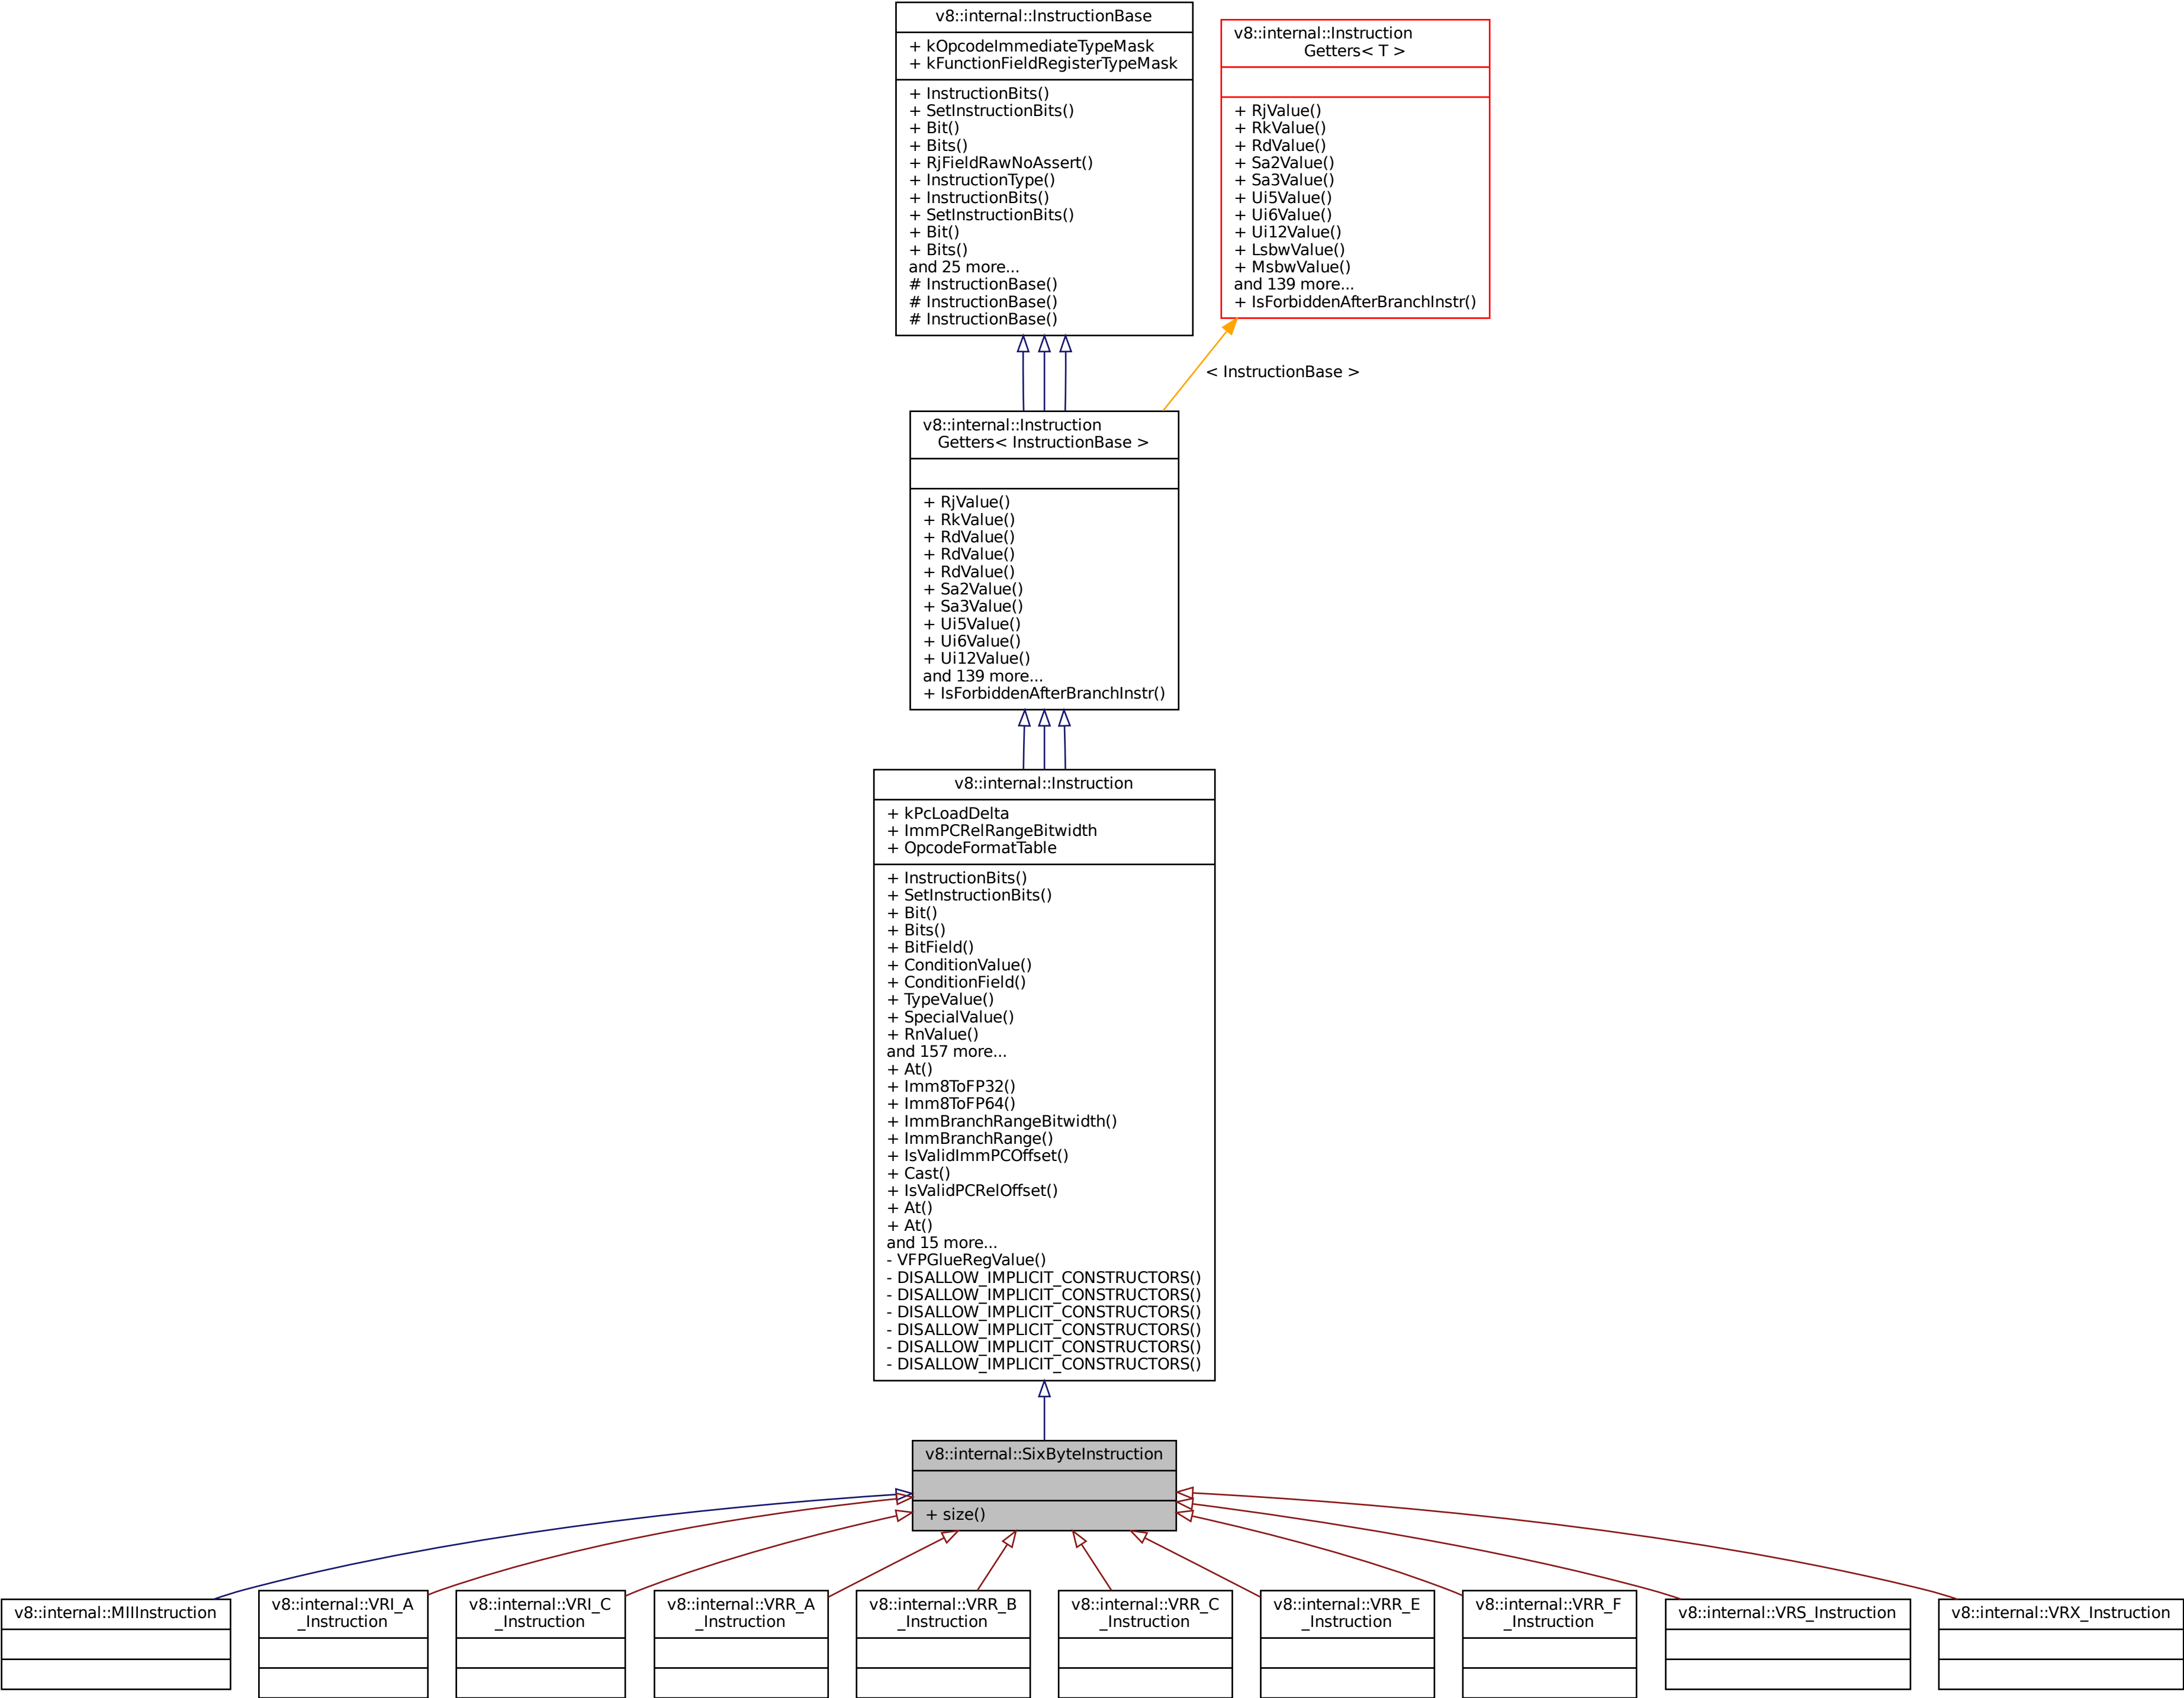 v8::internal::InstructionBase
+ kOpcodeImmediateTypeMask
+ kFunctionFieldRegisterTypeMask
+ InstructionBits()
+ SetInstructionBits()
+ Bit()
+ Bits()
+ RjFieldRawNoAssert()
+ InstructionType()
+ InstructionBits()
+ SetInstructionBits()
+ Bit()
+ Bits()
and 25 more...
# InstructionBase()
# InstructionBase()
# InstructionBase()
v8::internal::Instruction
Getters< T >
+ RjValue()
+ RkValue()
+ RdValue()
+ Sa2Value()
+ Sa3Value()
+ Ui5Value()
+ Ui6Value()
+ Ui12Value()
+ LsbwValue()
+ MsbwValue()
and 139 more...
+ IsForbiddenAfterBranchInstr()
< InstructionBase >
v8::internal::Instruction
Getters< InstructionBase >
+ RjValue()
+ RkValue()
+ RdValue()
+ RdValue()
+ RdValue()
+ Sa2Value()
+ Sa3Value()
+ Ui5Value()
+ Ui6Value()
+ Ui12Value()
and 139 more...
+ IsForbiddenAfterBranchInstr()
v8::internal::Instruction
+ kPcLoadDelta
+ ImmPCRelRangeBitwidth
+ OpcodeFormatTable
+ InstructionBits()
+ SetInstructionBits()
+ Bit()
+ Bits()
+ BitField()
+ ConditionValue()
+ ConditionField()
+ TypeValue()
+ SpecialValue()
+ RnValue()
and 157 more...
+ At()
+ Imm8ToFP32()
+ Imm8ToFP64()
+ ImmBranchRangeBitwidth()
+ ImmBranchRange()
+ IsValidImmPCOffset()
+ Cast()
+ IsValidPCRelOffset()
+ At()
+ At()
and 15 more...
- VFPGlueRegValue()
- DISALLOW_IMPLICIT_CONSTRUCTORS()
- DISALLOW_IMPLICIT_CONSTRUCTORS()
- DISALLOW_IMPLICIT_CONSTRUCTORS()
- DISALLOW_IMPLICIT_CONSTRUCTORS()
- DISALLOW_IMPLICIT_CONSTRUCTORS()
- DISALLOW_IMPLICIT_CONSTRUCTORS()
v8::internal::SixByteInstruction
+ size()
v8::internal::MIIInstruction
v8::internal::VRI_A
_Instruction
v8::internal::VRI_C
_Instruction
v8::internal::VRR_A
_Instruction
v8::internal::VRR_B
_Instruction
v8::internal::VRR_C
_Instruction
v8::internal::VRR_E
_Instruction
v8::internal::VRR_F
_Instruction
v8::internal::VRS_Instruction
v8::internal::VRX_Instruction